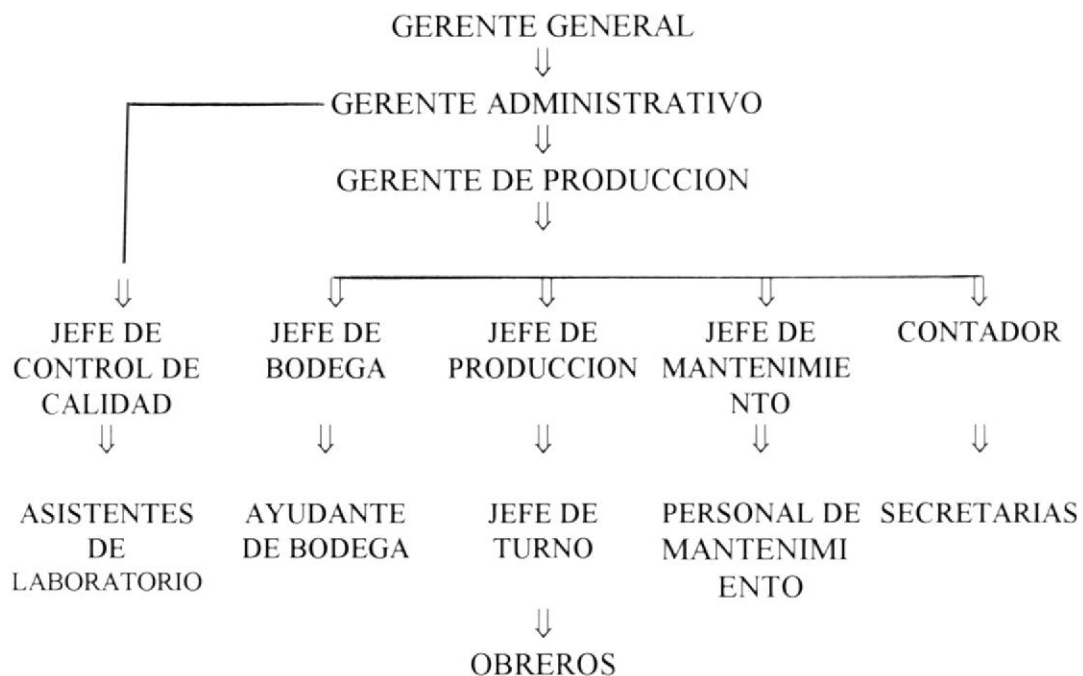 GERENTE GENERAL
GERENTE ADMINISTRATIVO
GERENTE DE PRODUCCION
JEFE DE
CONTROL DE
CALIDAD
JEFE DE
BODEGA
JEFE DE
PRODUCCION
JEFE DE
MANTENIMIE
NTO
CONTADOR
ASISTENTES
DE
LABORATORIO
AYUDANTE
DE BODEGA
JEFE DE
TURNO
PERSONAL DE
MANTENIMI
ENTO
SECRETARIAS
OBREROS